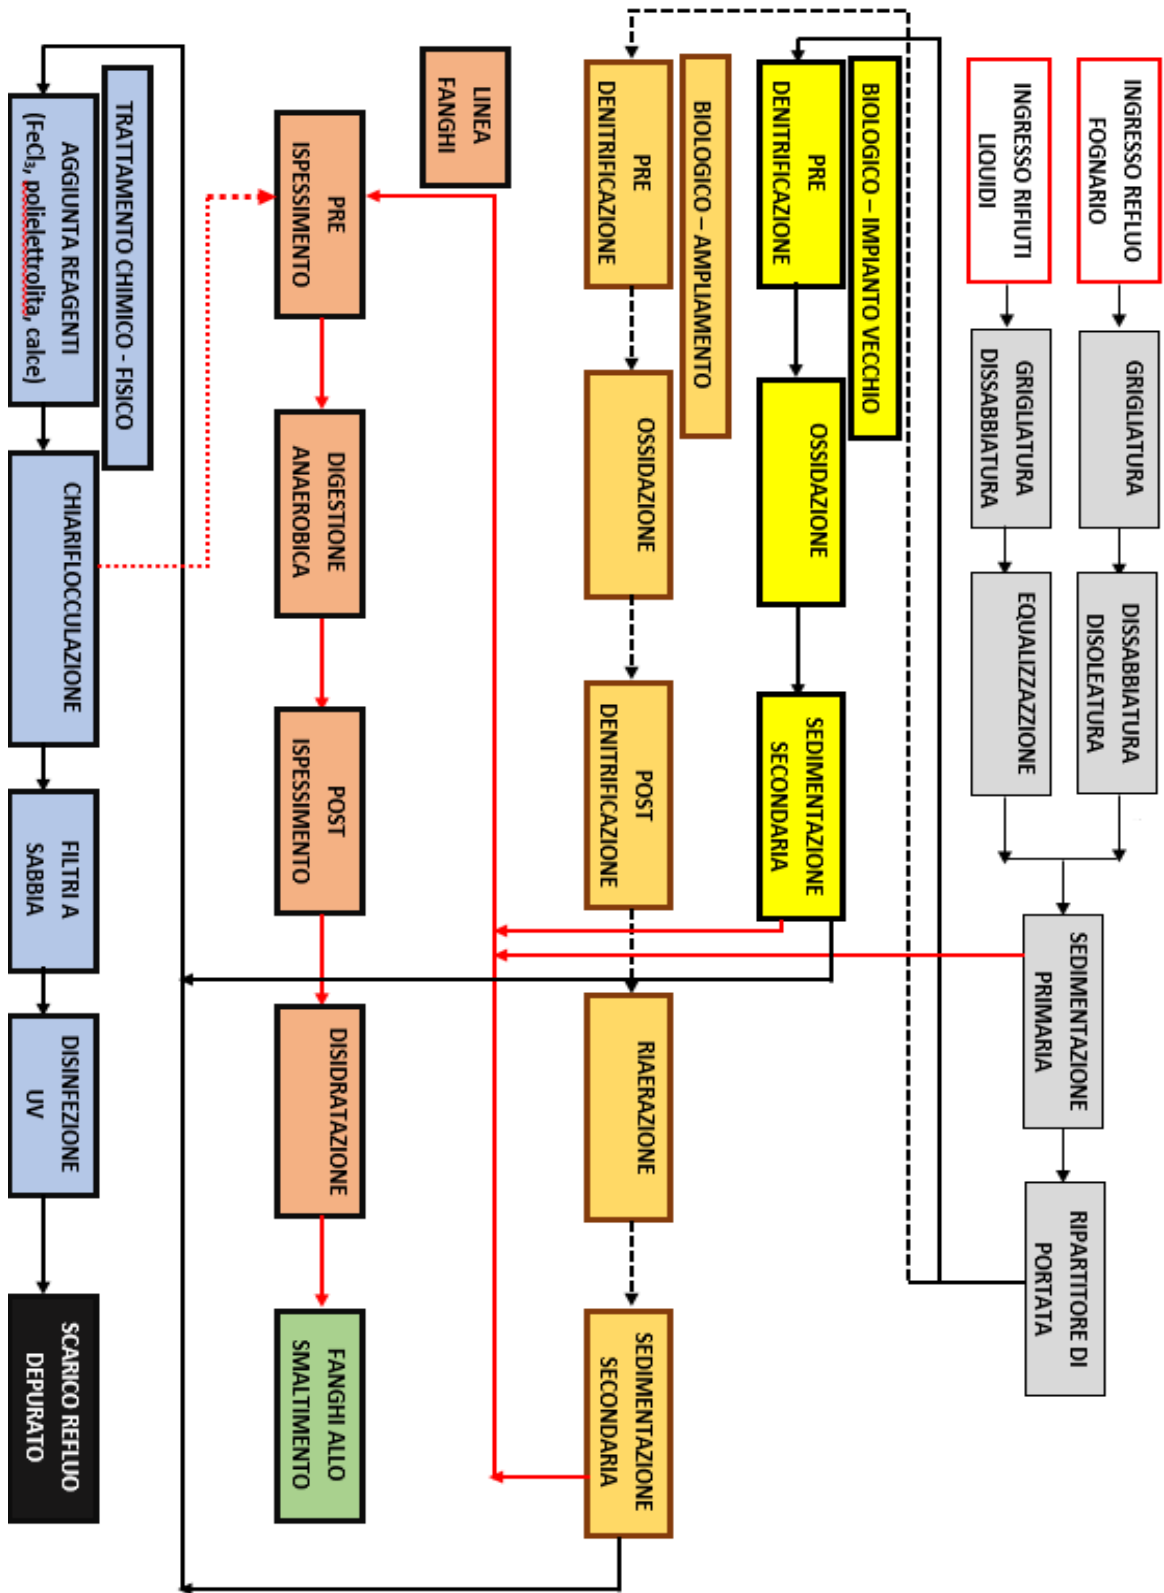 INGRESSO REFLUO
FOGNARIO
GRIGLIATURA
DISSABBIATURA
DISOLEATURA
INGRESSO RIFIUTI
LIQUIDI
GRIGLIATURA
DISSABBIATURA
EQUALIZZAZZIONE
SEDIMENTAZIONE
PRIMARIA
RIPARTITORE DI
PORTATA
BIOLOGICO – IMPIANTO VECCHIO
PRE
DENITRIFICAZIONE
OSSIDAZIONE
SEDIMENTAZIONE
SECONDARIA
BIOLOGICO – AMPLIAMENTO
PRE
DENITRIFICAZIONE
OSSIDAZIONE
POST
DENITRIFICAZIONE
RIAERAZIONE
SEDIMENTAZIONE
SECONDARIA
LINEA
FANGHI
PRE
ISPESSIMENTO
DIGESTIONE
ANAEROBICA
POST
ISPESSIMENTO
DISIDRATAZIONE
FANGHI ALLO
SMALTIMENTO
TRATTAMENTO CHIMICO - FISICO
AGGIUNTA REAGENTI
(FeCl₃, polielettrolita, calce)
CHIARIFLOCCULAZIONE
FILTRI A
SABBIA
DISINFEZIONE
UV
SCARICO REFLUO
DEPURATO